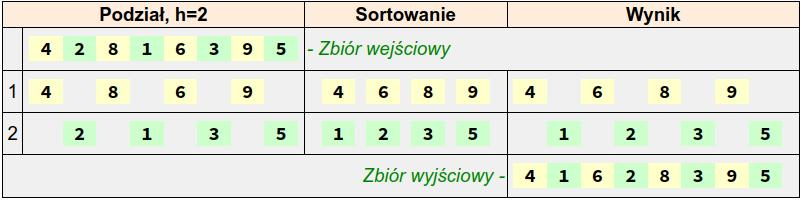 Podział, h=2 Sortowanie Wynik
4 2 8 1 6 3 9 5 - Zbiór wejściowy
1 4 8 6 9 4 6 8 9 4 6 8 9
2 2 1 3 5 1 2 3 5 1 2 3 5
Zbiór wyjściowy - 4 1 6 2 8 3 9 5